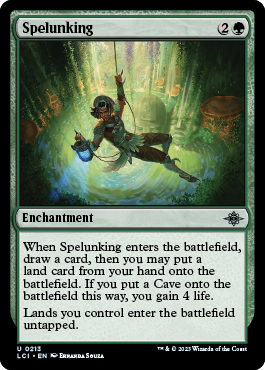 Spelunking 2
Enchantment
When Spelunking enters the battlefield,
draw a card, then you may put a
land card from your hand onto the
battlefield. If you put a Cave onto the
battlefield this way, you gain 4 life.
Lands you control enter the battlefield
untapped.
U 0213
LCI • EN Ernanda Souza
™ & © 2023 Wizards of the Coast